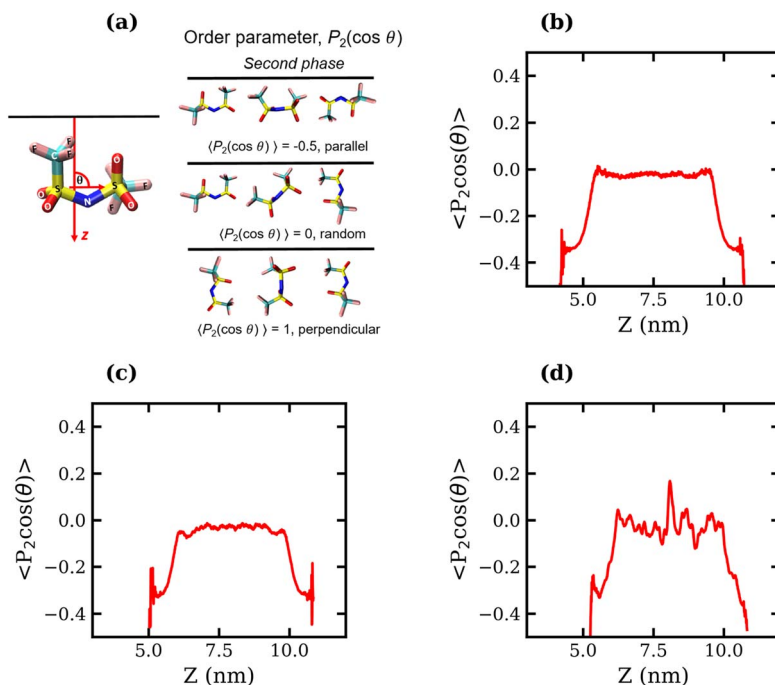 (a)
Order parameter, P₂(cos θ)
Second phase
F
F
F
C
θ
O
O
S
S
F
O
O
N
F
O
z
⟨P₂(cos θ) ⟩ = -0.5, parallel
⟨P₂(cos θ) ⟩ = 0, random
⟨P₂(cos θ) ⟩ = 1, perpendicular
(b)
<P₂cos(θ)>
0.4
0.2
0.0
−0.2
−0.4
5.0 7.5 10.0
Z (nm)
(c)
<P₂cos(θ)>
0.4
0.2
0.0
−0.2
−0.4
5.0 7.5 10.0
Z (nm)
(d)
<P₂cos(θ)>
0.4
0.2
0.0
−0.2
−0.4
5.0 7.5 10.0
Z (nm)